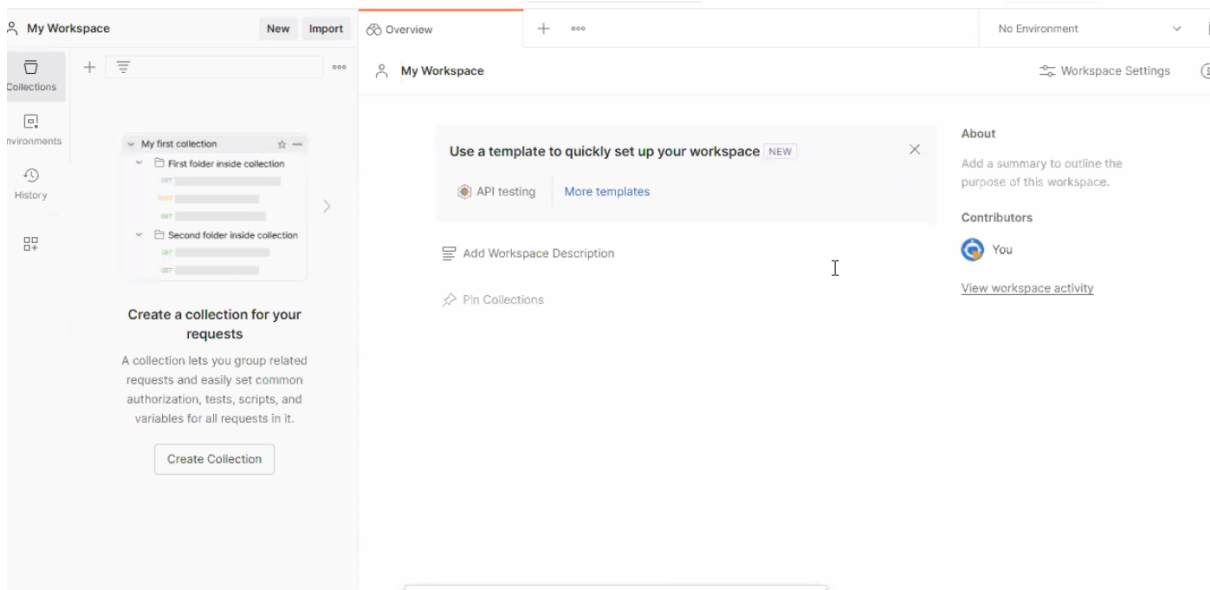 My Workspace
New
Import
Overview
No Environment
Collections
nvironments
History
My first collection
First folder inside collection
GET
GET
Second folder inside collection
GET
GET
Create a collection for your
requests
A collection lets you group related
requests and easily set common
authorization, tests, scripts, and
variables for all requests in it.
Create Collection
My Workspace
Workspace Settings
Use a template to quickly set up your workspace NEW
API testing
More templates
Add Workspace Description
Pin Collections
About
Add a summary to outline the
purpose of this workspace.
Contributors
You
View workspace activity